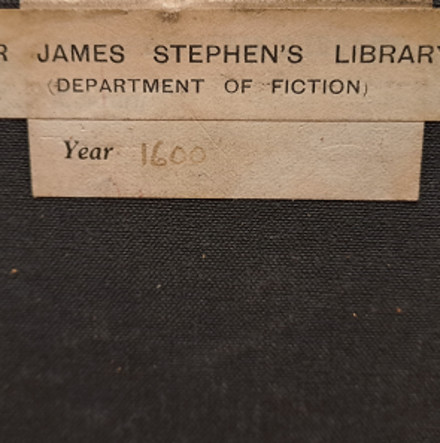 R JAMES STEPHEN'S LIBRARY
(DEPARTMENT OF FICTION)
Year 1600